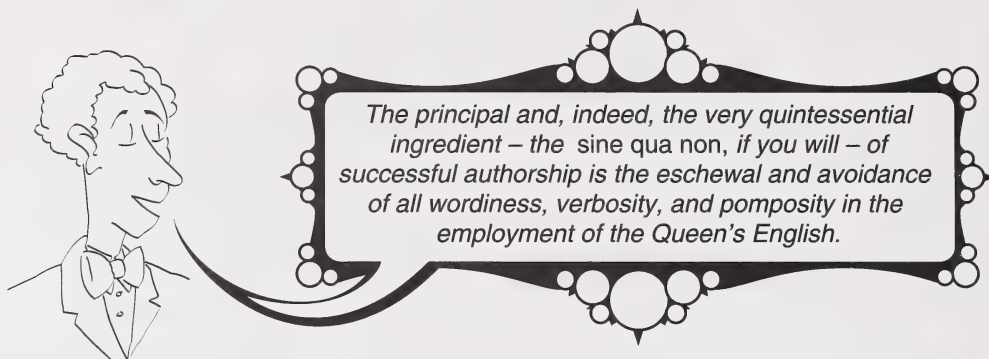 The principal and, indeed, the very quintessential
ingredient – the sine qua non, if you will – of
successful authorship is the eschewal and avoidance
of all wordiness, verbosity, and pomposity in the
employment of the Queen's English.